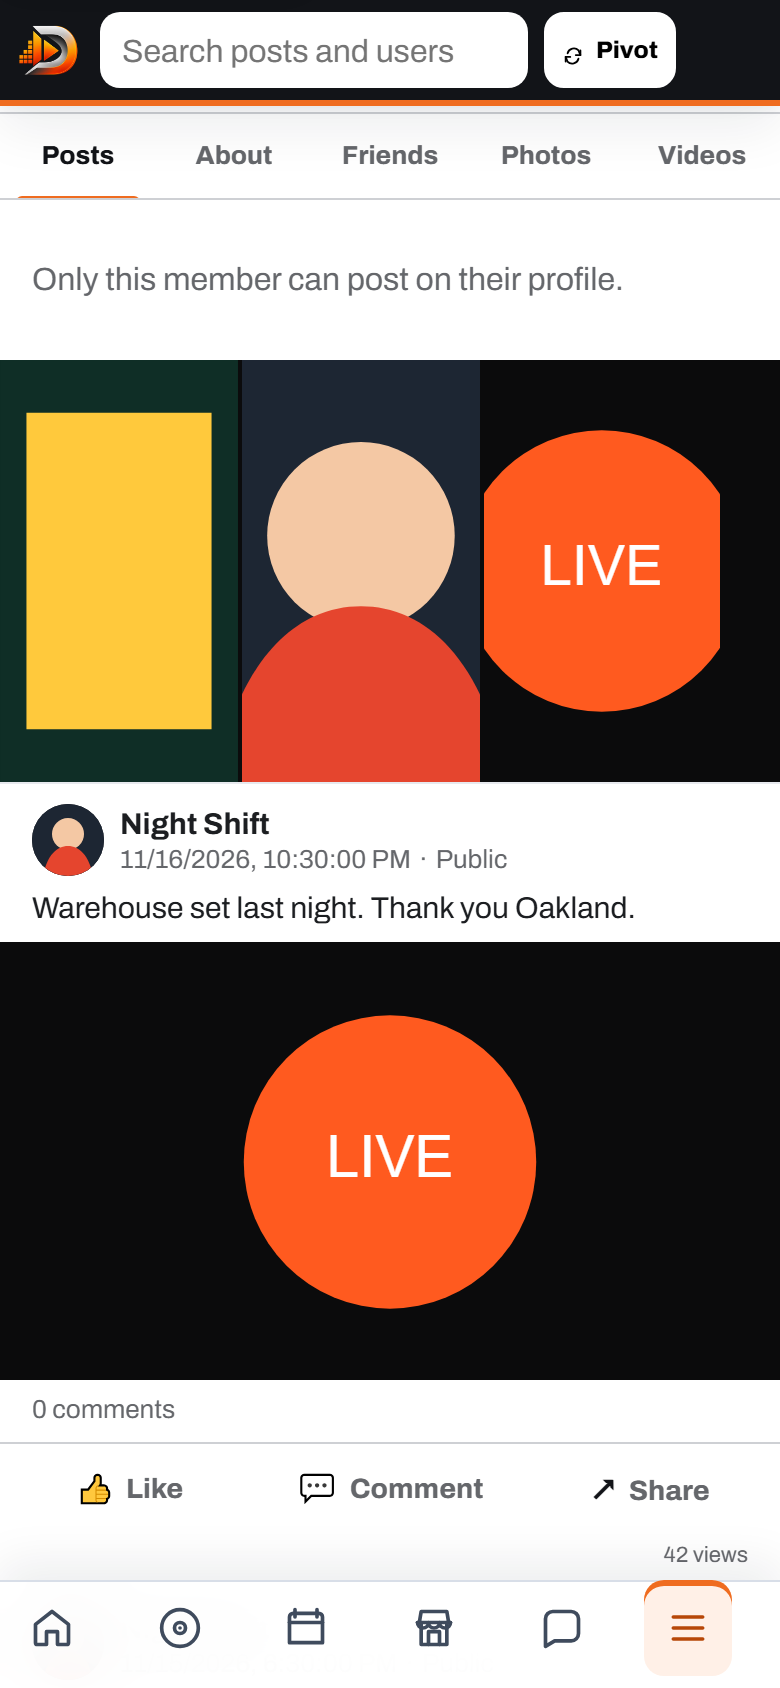 Search posts and users
Pivot
Posts About Friends Photos Videos
Only this member can post on their profile.
LIVE
Night Shift
11/16/2026, 10:30:00 PM · Public
Warehouse set last night. Thank you Oakland.
LIVE
0 comments
Like Comment Share
42 views